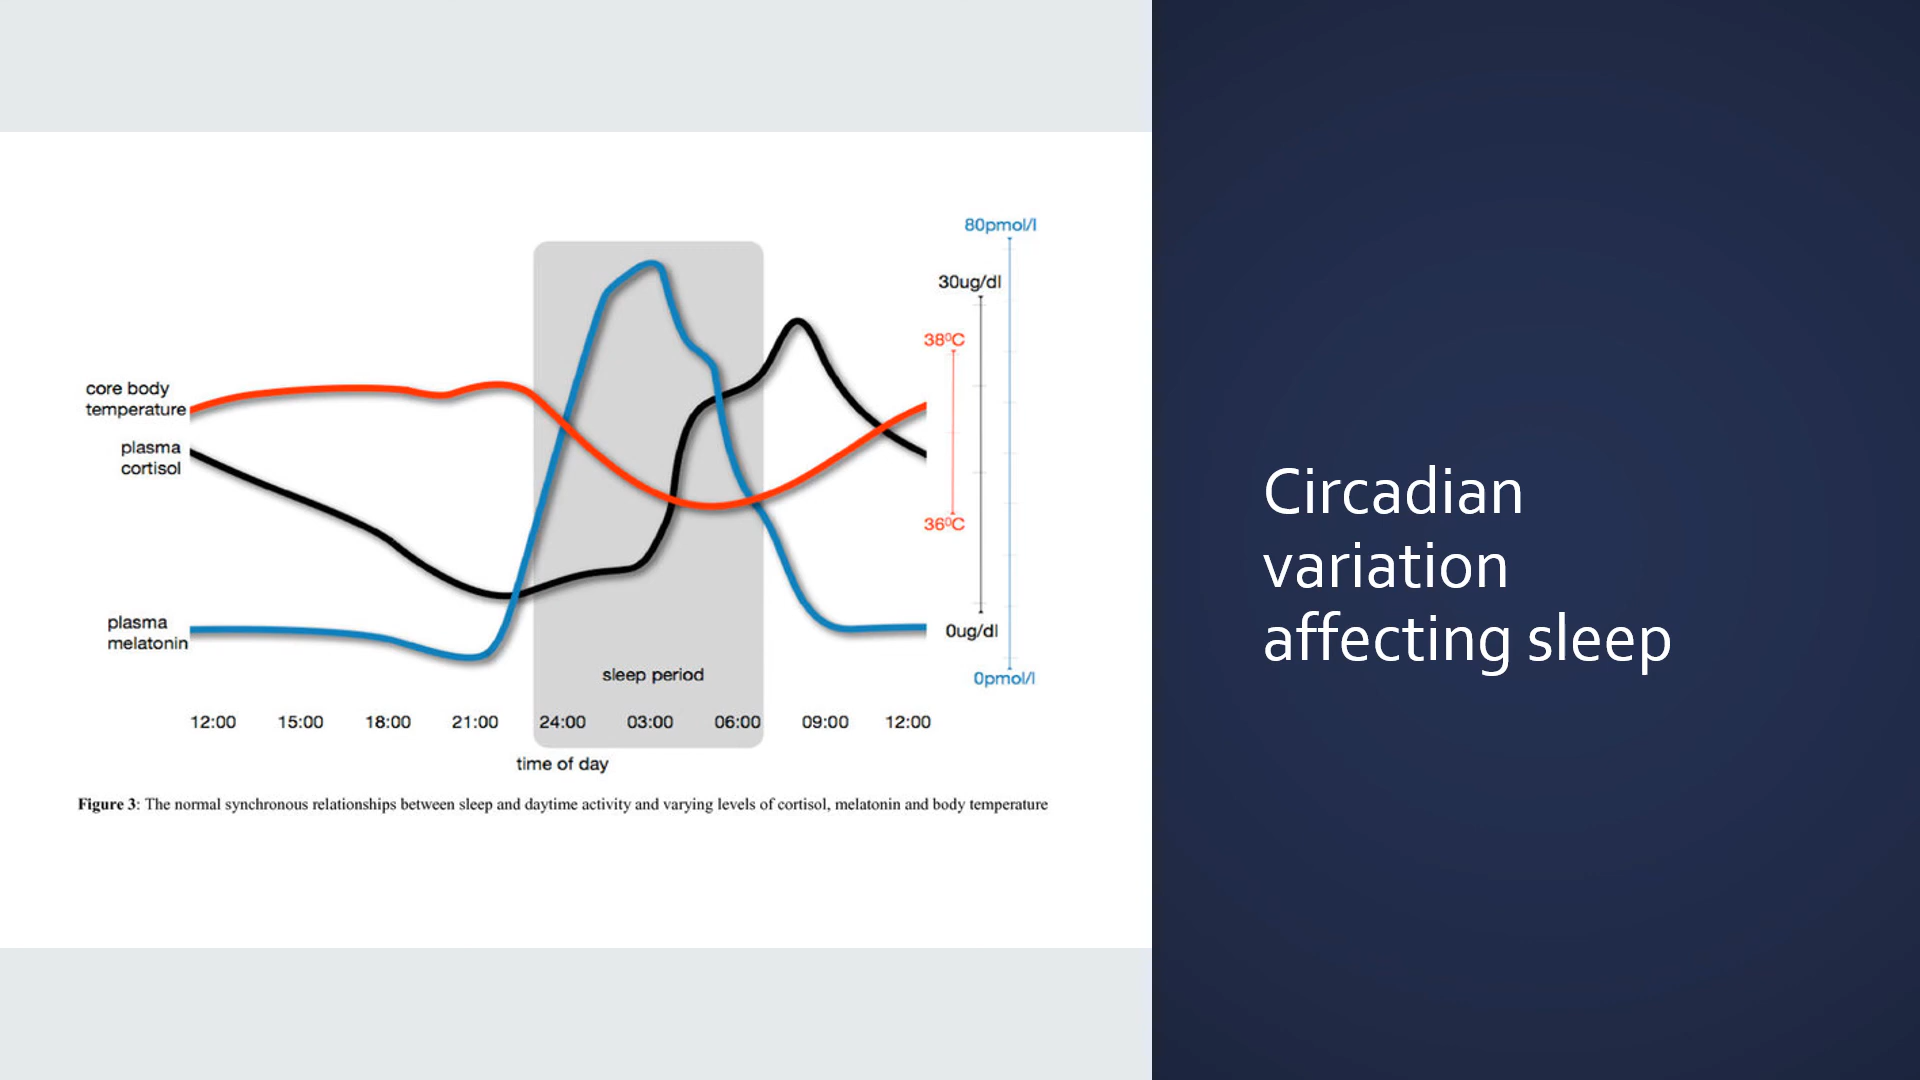 80pmol/l
30ug/dl
38⁰C
core body
temperature
plasma
cortisol
36⁰C
plasma
melatonin
0ug/dl
sleep period
0pmol/l
12:00 15:00 18:00 21:00 24:00 03:00 06:00 09:00 12:00
time of day
Figure 3: The normal synchronous relationships between sleep and daytime activity and varying levels of cortisol, melatonin and body temperature
Circadian
variation
affecting sleep